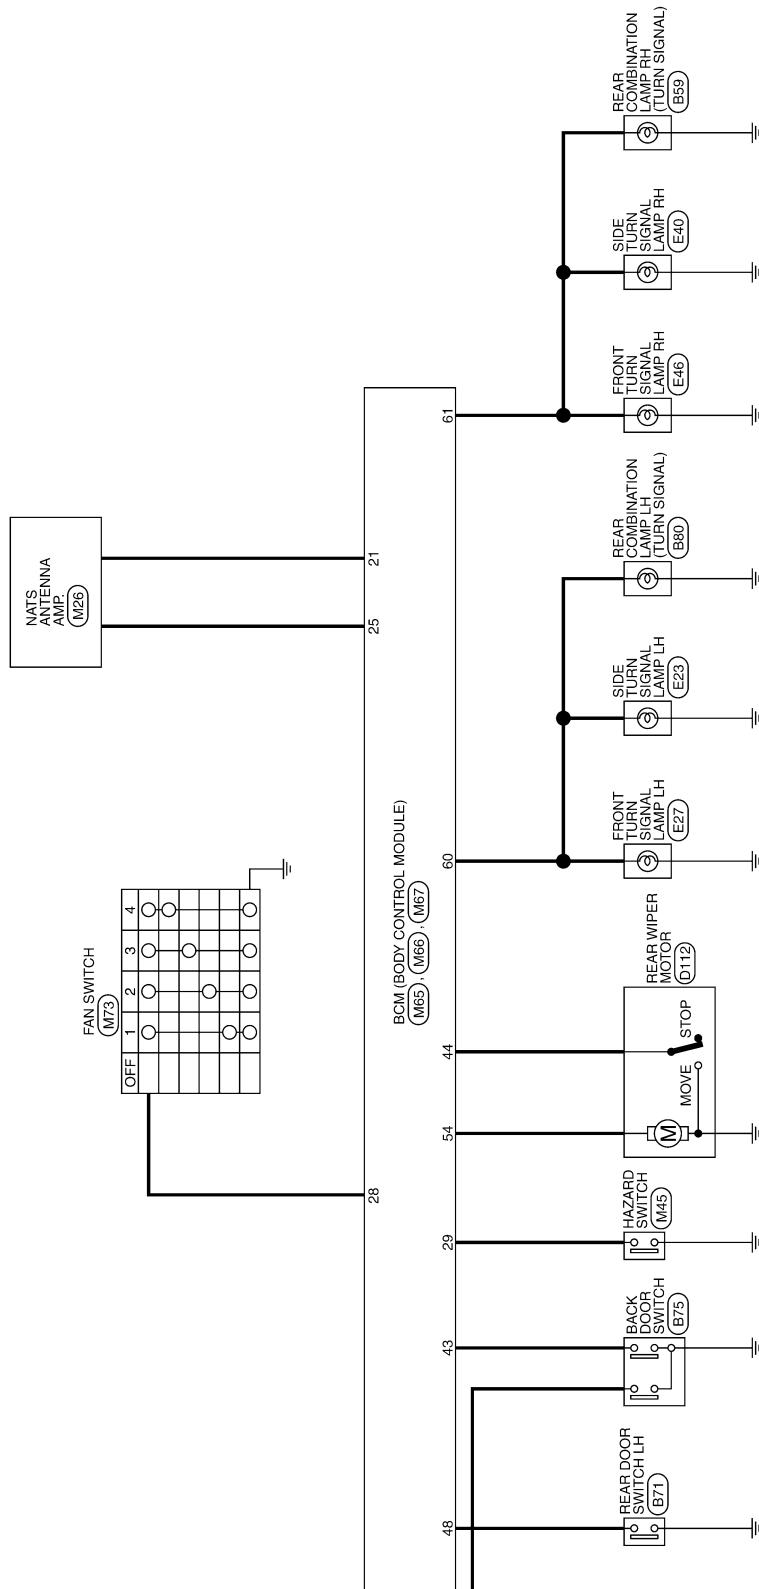 NATS
ANTENNA
AMP.
M26
21
25
FAN SWITCH
M73
OFF
1
2
3
4
28
BCM (BODY CONTROL MODULE)
M65 , M66 , M67
61
60
44
54
29
43
48
REAR
COMBINATION
LAMP RH
(TURN SIGNAL)
B59
SIDE
TURN
SIGNAL
LAMP RH
E40
FRONT
TURN
SIGNAL
LAMP RH
E46
REAR
COMBINATION
LAMP LH
(TURN SIGNAL)
B80
SIDE
TURN
SIGNAL
LAMP LH
E23
FRONT
TURN
SIGNAL
LAMP LH
E27
REAR WIPER
MOTOR
D112
STOP
MOVE
M
HAZARD
SWITCH
M45
BACK
DOOR
SWITCH
B75
REAR DOOR
SWITCH LH
B71